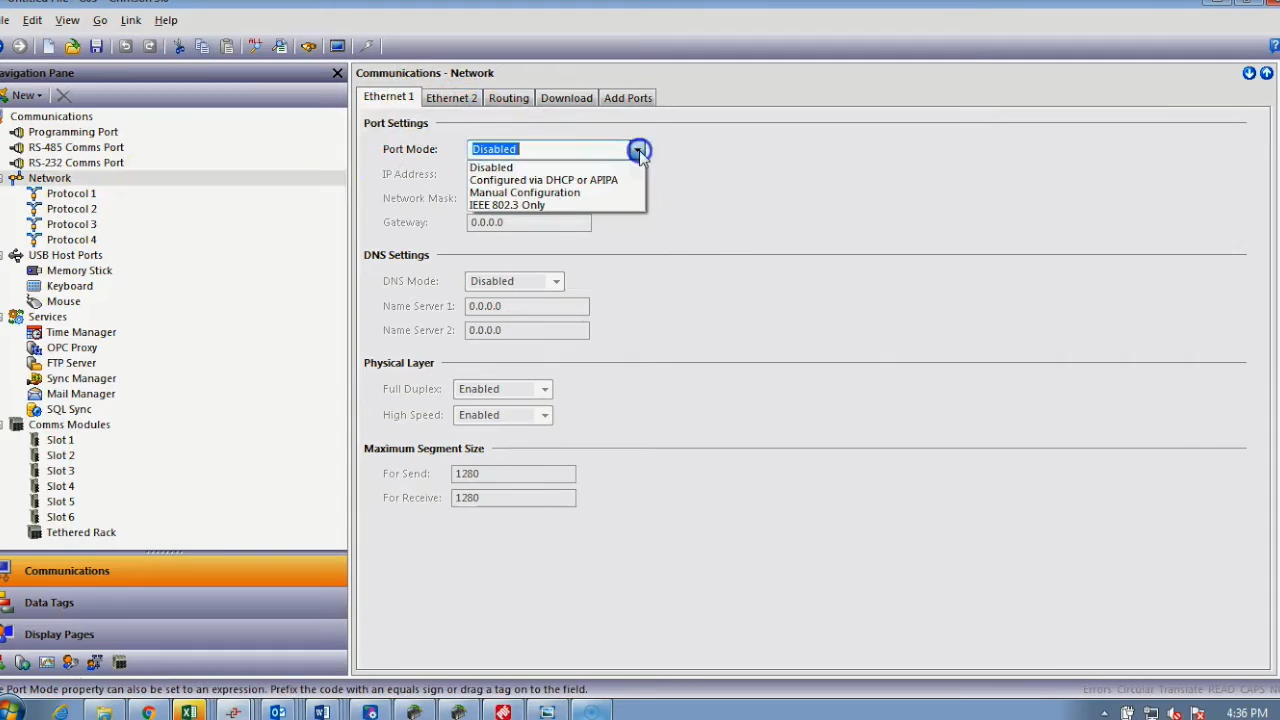 Edit View Go Link Help
Navigation Pane
Communications - Network
New
Ethernet 1 Ethernet 2 Routing Download Add Ports
Communications
Programming Port
RS-485 Comms Port
RS-232 Comms Port
Network
Protocol 1
Protocol 2
Protocol 3
Protocol 4
USB Host Ports
Memory Stick
Keyboard
Mouse
Services
Time Manager
OPC Proxy
FTP Server
Sync Manager
Mail Manager
SQL Sync
Comms Modules
Slot 1
Slot 2
Slot 3
Slot 4
Slot 5
Slot 6
Tethered Rack
Communications
Data Tags
Display Pages
Port Settings
Port Mode: Disabled
Disabled
Configured via DHCP or APIPA
Manual Configuration
IEEE 802.3 Only
IP Address:
Network Mask:
Gateway: 0.0.0.0
DNS Settings
DNS Mode: Disabled
Name Server 1: 0.0.0.0
Name Server 2: 0.0.0.0
Physical Layer
Full Duplex: Enabled
High Speed: Enabled
Maximum Segment Size
For Send: 1280
For Receive: 1280
Port Mode property can also be set to an expression. Prefix the code with an equals sign or drag a tag on to the field.
Errors Circular Translate READ CAPS
4:36 PM